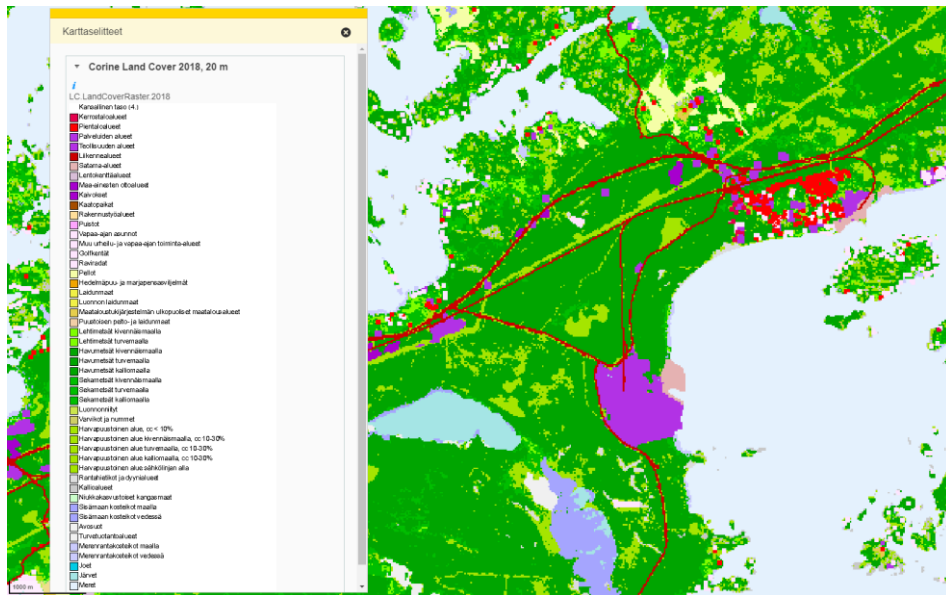 Karttaselitteet
Corine Land Cover 2018, 20 m
i
LC.LandCoverRaster.2018
Kansallinen taso (4.)
Kerrostaloalueet
Pientaloalueet
Palveluiden alueet
Teollisuuden alueet
Liikennealueet
Satama-alueet
Lentokenttäalueet
Maa-ainesten ottoalueet
Kaivokset
Kaatopaikat
Rakennustyöalueet
Puistot
Vapaa-ajan asunnot
Muu urheilu- ja vapaa-ajan toiminta-alueet
Golfkentät
Raviradat
Pellot
Hedelmäpuu- ja marjapensasviljelmät
Laidunmaat
Luonnon laidunmaat
Maataloustukijärjestelmän ulkopuoliset maatalousalueet
Puustoiset pelto- ja laidunmaat
Lehtimetsät kivennäismaalla
Lehtimetsät turvemaalla
Havumetsät kivennäismaalla
Havumetsät turvemaalla
Havumetsät kalliomaalla
Sekametsät kivennäismaalla
Sekametsät turvemaalla
Sekametsät kalliomaalla
Luonnonniityt
Varvikot ja nummet
Harvapuustoinen alue, cc < 10%
Harvapuustoinen alue kivennäismaalla, cc 10-30%
Harvapuustoinen alue turvemaalla, cc 10-30%
Harvapuustoinen alue kalliomaalla, cc 10-30%
Harvapuustoinen alue sähkölinjan alla
Rantahietikot ja dyynialueet
Kallioalueet
Niukkakasvustoiset kangasmaat
Sisämaan kosteikot maalla
Sisämaan kosteikot vedessä
Avosuot
Turvetuotantoalueet
Merenrantakosteikot maalla
Merenrantakosteikot vedessä
Joet
Järvet
Meret
1000 m